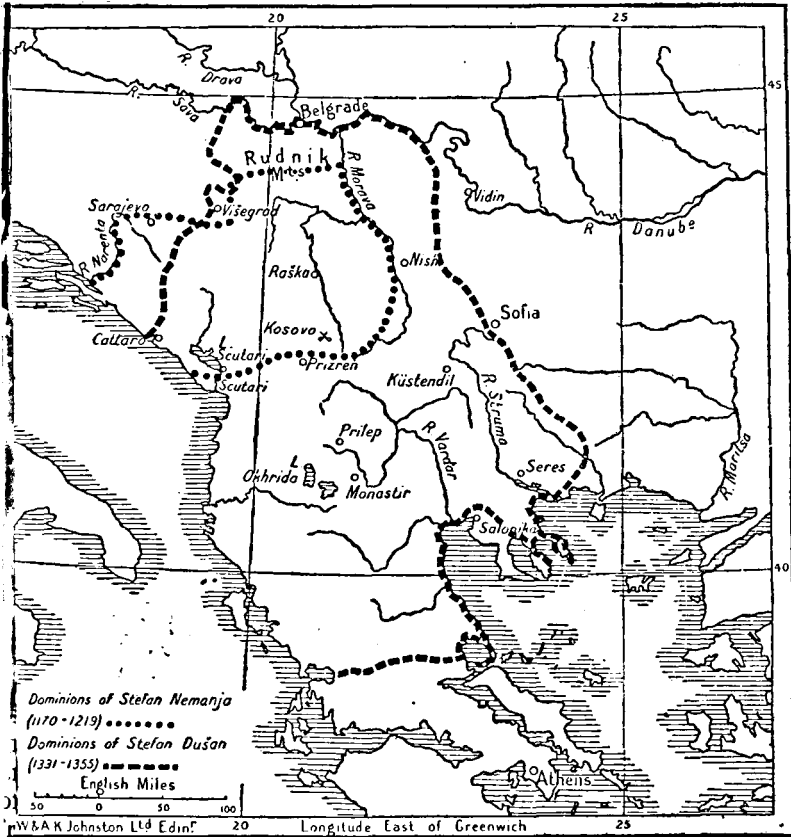 20
25
R. Drava
45
R. Sava
Belgrade
Rudnik
Mts
R Morava
Vidin
Sarajevo
Višegrad
R Danube
R Narenta
Nish
Raška
Sofia
Kosova
Cattaro
L
Scutari
Prizren
Scutari
Küstendil
R. Struma
Prilep
R Vardar
L
Okhrida
Seres
R. Maritsa
Monastir
Salonika
40
Dominions of Stefan Nemanja
(1170-1219)
Dominions of Stefan Dušan
(1331-1355)
English Miles
50 0 50 100
Athens
W & A K Johnston Ltd Edinr
20
Longitude East of Greenwich
25